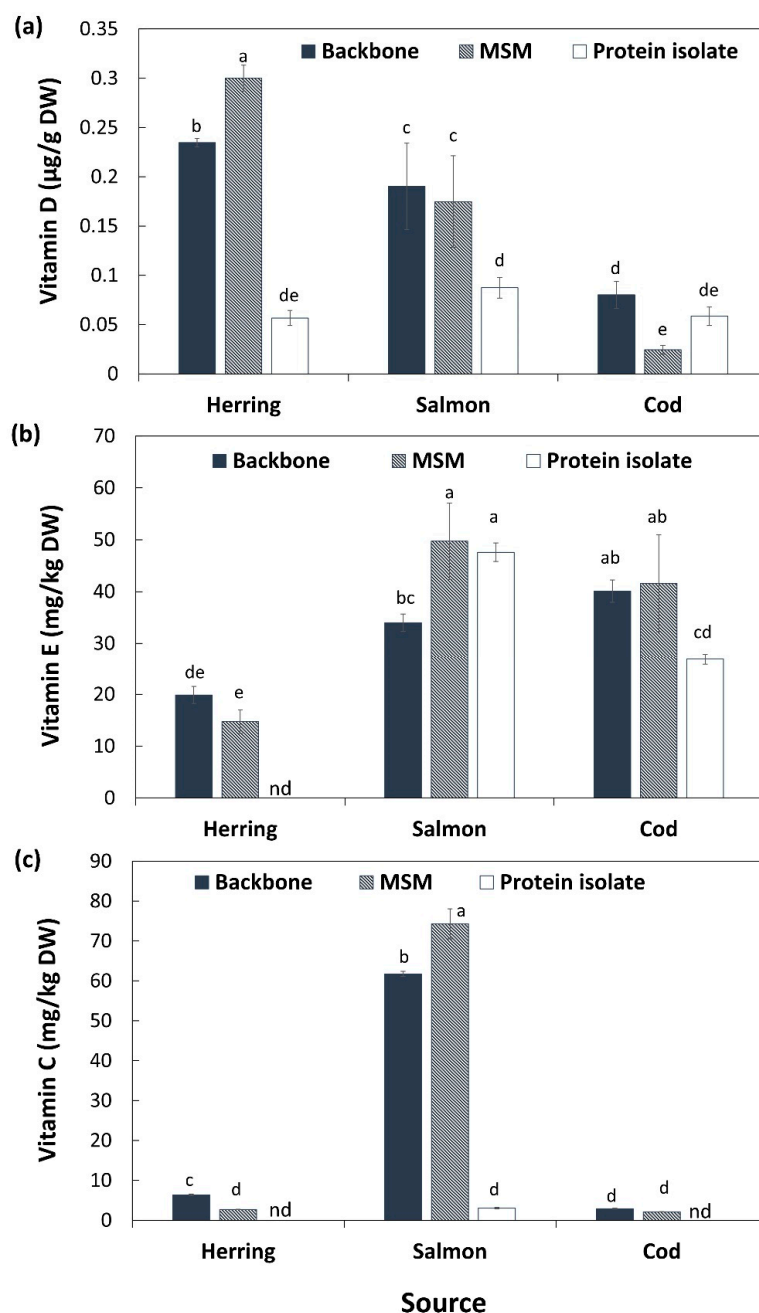 (a)
0.35
0.3
0.25
0.2
0.15
0.1
0.05
0
Vitamin D (µg/g DW)
Backbone MSM Protein isolate
b a de c c d d e de
Herring Salmon Cod
(b)
70
60
50
40
30
20
10
0
Vitamin E (mg/kg DW)
Backbone MSM Protein isolate
de e nd bc a a ab ab cd
Herring Salmon Cod
(c)
90
80
70
60
50
40
30
20
10
0
Vitamin C (mg/kg DW)
Backbone MSM Protein isolate
c d nd b a d d d nd
Herring Salmon Cod
Source